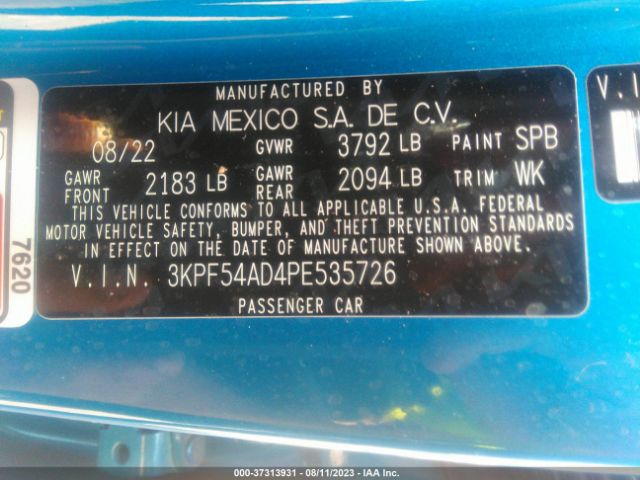 MANUFACTURED BY
KIA MEXICO S.A. DE C.V.
08/22 GVWR 3792 LB PAINT SPB
GAWR FRONT 2183 LB GAWR REAR 2094 LB TRIM WK
THIS VEHICLE CONFORMS TO ALL APPLICABLE U.S.A. FEDERAL
MOTOR VEHICLE SAFETY, BUMPER, AND THEFT PREVENTION STANDARDS
IN EFFECT ON THE DATE OF MANUFACTURE SHOWN ABOVE.
V.I.N. 3KPF54AD4PE535726
PASSENGER CAR
7620
V.I
000-37313931 - 08/11/2023 - IAA Inc.